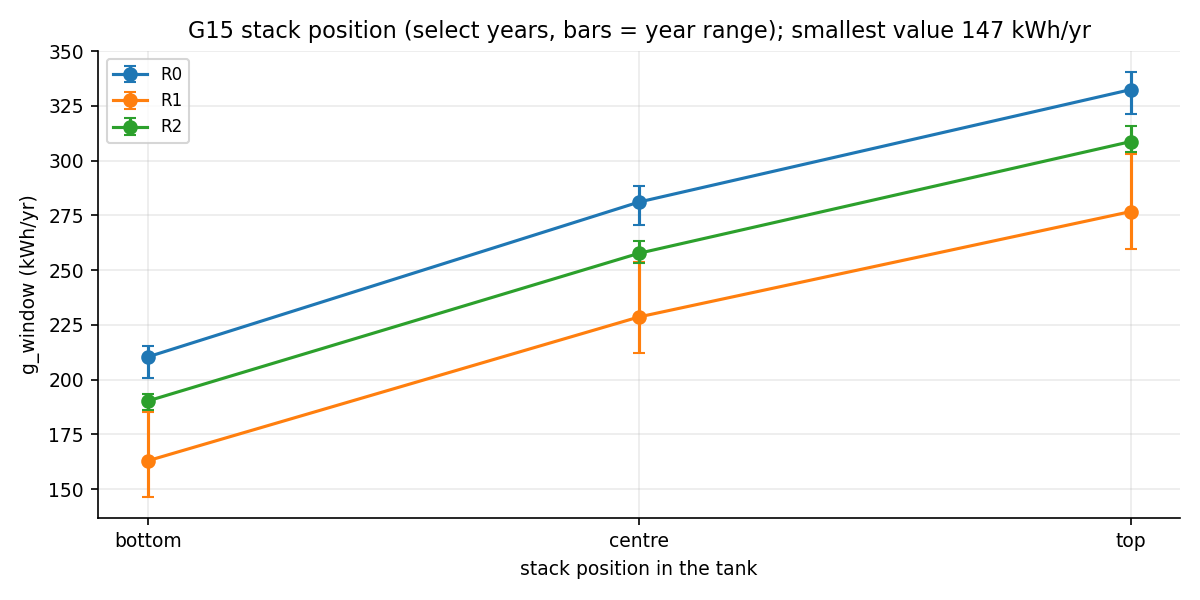 G15 stack position (select years, bars = year range); smallest value 147 kWh/yr
R0
R1
R2
g_window (kWh/yr)
350
325
300
275
250
225
200
175
150
bottom
centre
top
stack position in the tank